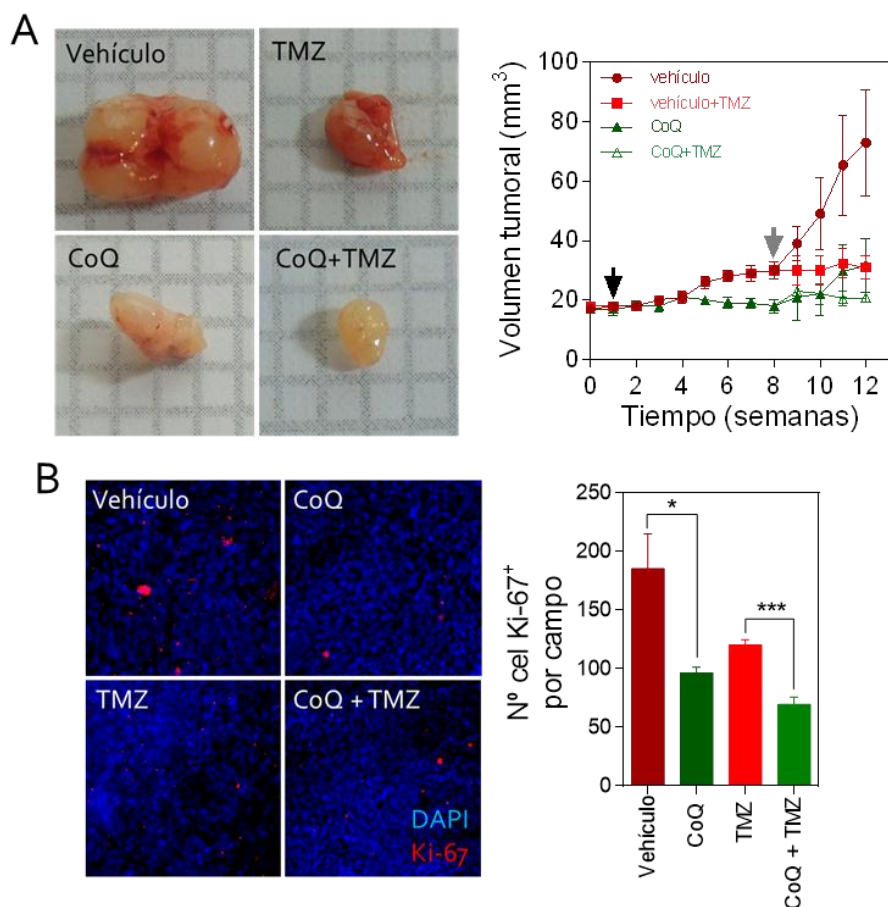 A
Vehículo
TMZ
CoQ
CoQ+TMZ
Volumen tumoral (mm³)
100
80
60
40
20
0
vehículo
vehículo+TMZ
CoQ
CoQ+TMZ
0 2 4 6 8 10 12
Tiempo (semanas)
B
Vehículo
CoQ
TMZ
CoQ + TMZ
DAPI
Ki-67
Nº cel Ki-67⁺
por campo
250
200
150
100
50
0
*
***
Vehículo
CoQ
TMZ
CoQ + TMZ